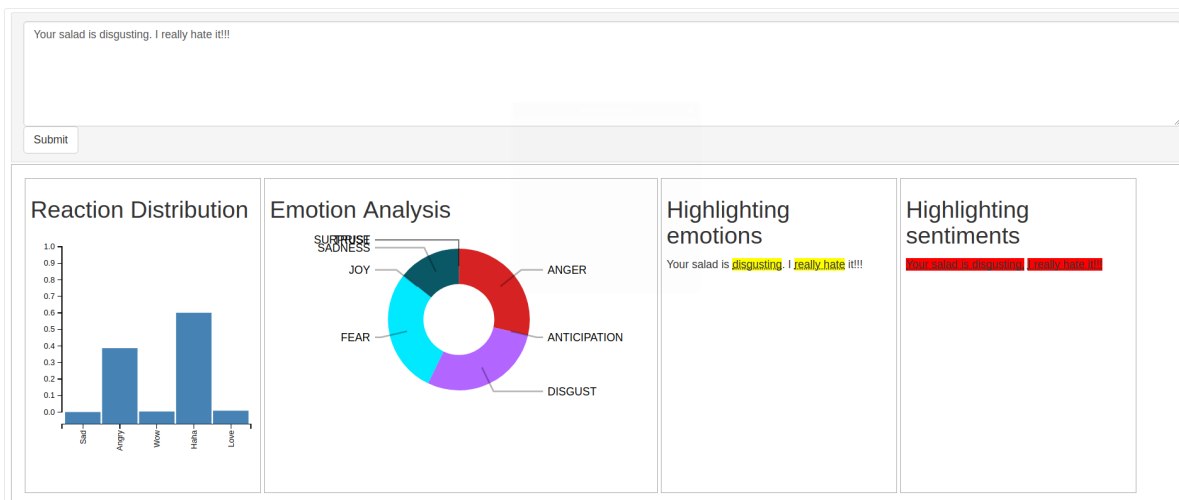 Your salad is disgusting. I really hate it!!!
Submit
Reaction Distribution
1.0
0.9
0.8
0.7
0.6
0.5
0.4
0.3
0.2
0.1
0.0
Sad
Angry
Wow
Haha
Love
Emotion Analysis
SURPRISE
TRUST
SADNESS
JOY
FEAR
ANGER
ANTICIPATION
DISGUST
Highlighting
emotions
Your salad is disgusting. I really hate it!!!
Highlighting
sentiments
Your salad is disgusting. I really hate it!!!